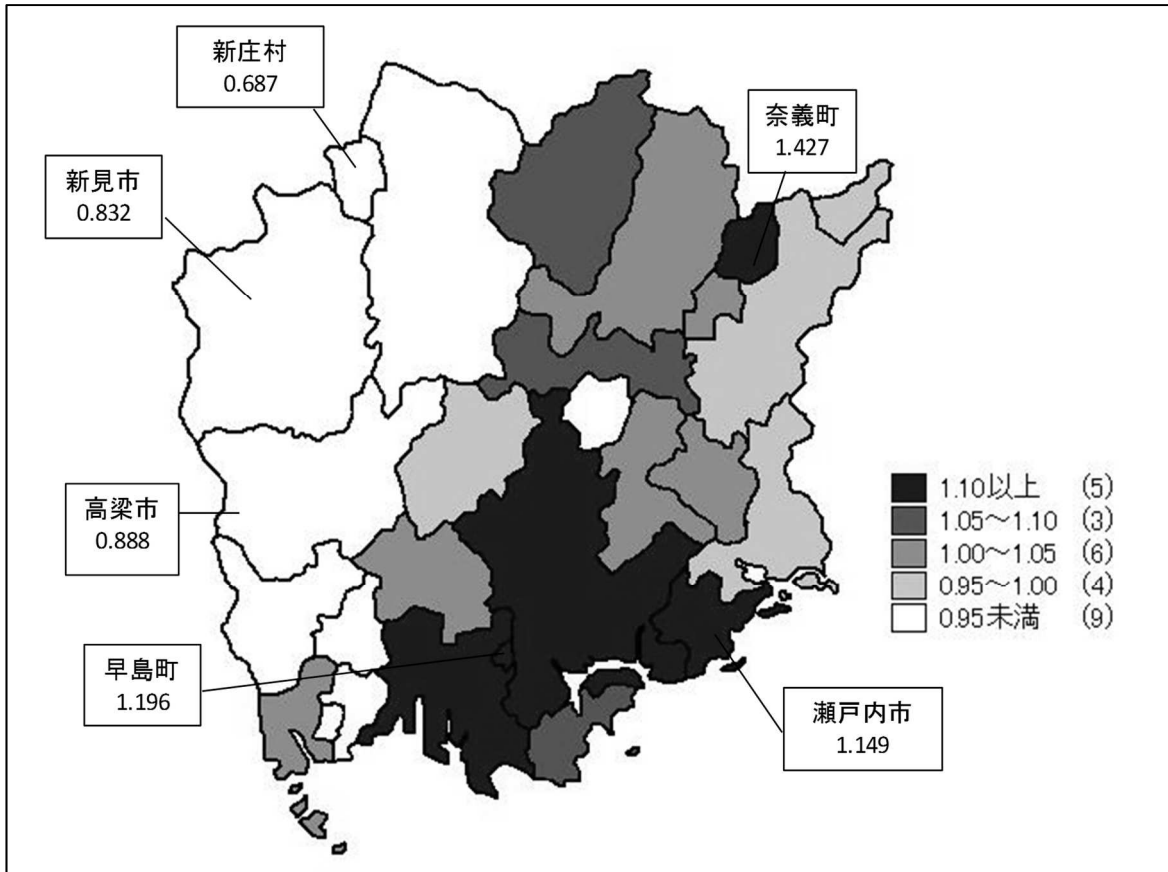 新庄村
0.687
奈義町
1.427
新見市
0.832
高梁市
0.888
早島町
1.196
瀬戸内市
1.149
1.10以上 (5)
1.05～1.10 (3)
1.00～1.05 (6)
0.95～1.00 (4)
0.95未満 (9)